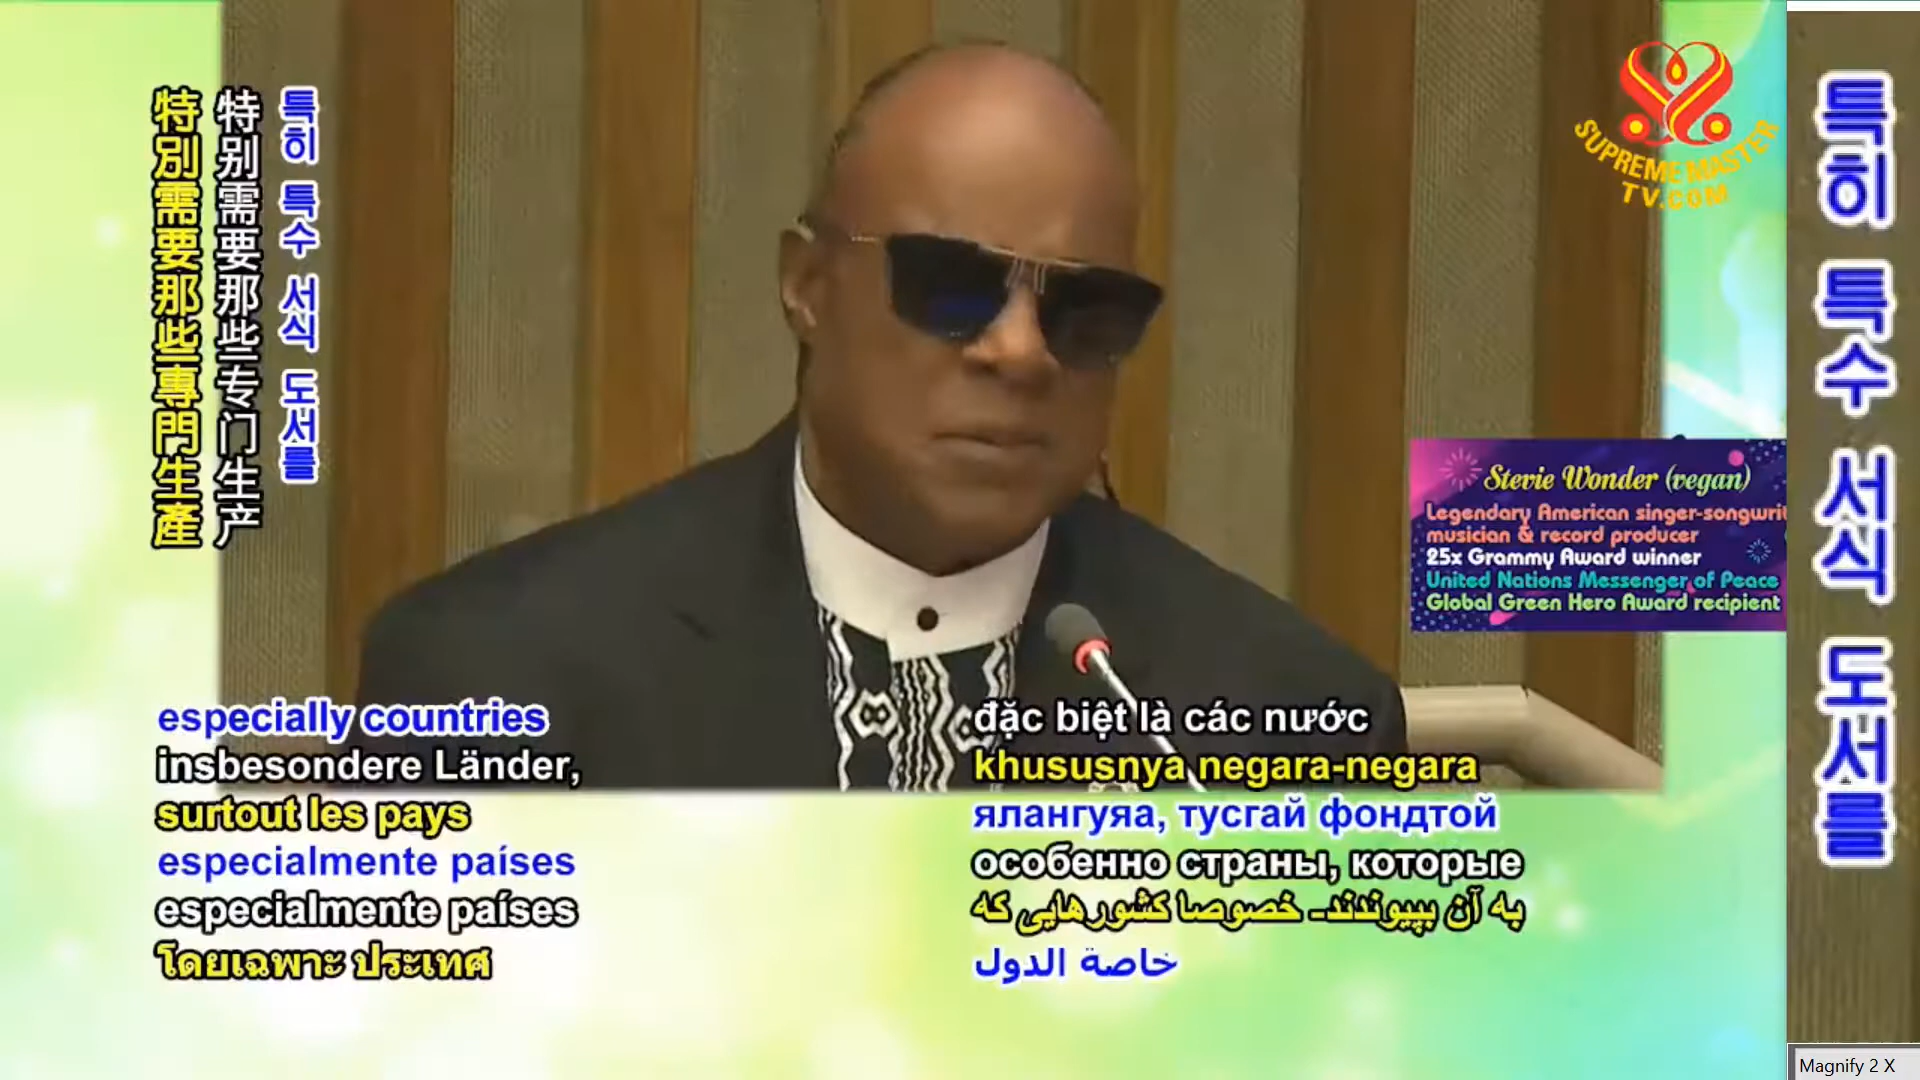 特別需要那些專門生產
特别需要那些专门生产
특히 특수 서식 도서를
SUPREME MASTER
TV.COM
Stevie Wonder (vegan)
Legendary American singer-songwrit
musician & record producer
25x Grammy Award winner
United Nations Messenger of Peace
Global Green Hero Award recipient
especially countries
insbesondere Länder,
surtout les pays
especialmente países
especialmente países
โดยเฉพาะ ประเทศ
đặc biệt là các nước
khususnya negara-negara
ялангуяа, тусгай фондтой
особенно страны, которые
به آن بپیوندند- خصوصا کشورهایی که
خاصة الدول
특히 특수 서식 도서를
Magnify 2 X